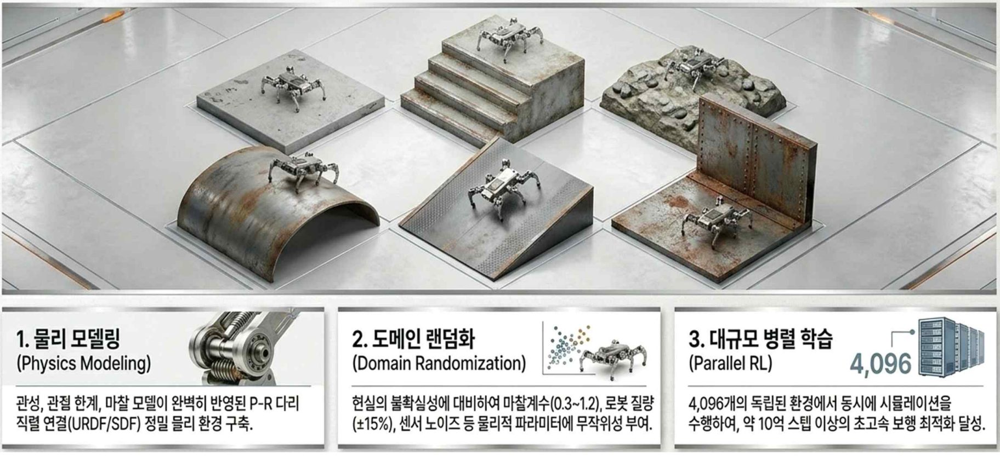 1. 물리 모델링
(Physics Modeling)
관성, 관절 한계, 마찰 모델이 완벽히 반영된 P-R 다리
직렬 연결(URDF/SDF) 정밀 물리 환경 구축.
2. 도메인 랜덤화
(Domain Randomization)
현실의 불확실성에 대비하여 마찰계수(0.3~1.2), 로봇 질량
(±15%), 센서 노이즈 등 물리적 파라미터에 무작위성 부여.
3. 대규모 병렬 학습
(Parallel RL)
4,096
4,096개의 독립된 환경에서 동시에 시뮬레이션을
수행하여, 약 10억 스텝 이상의 초고속 보행 최적화 달성.